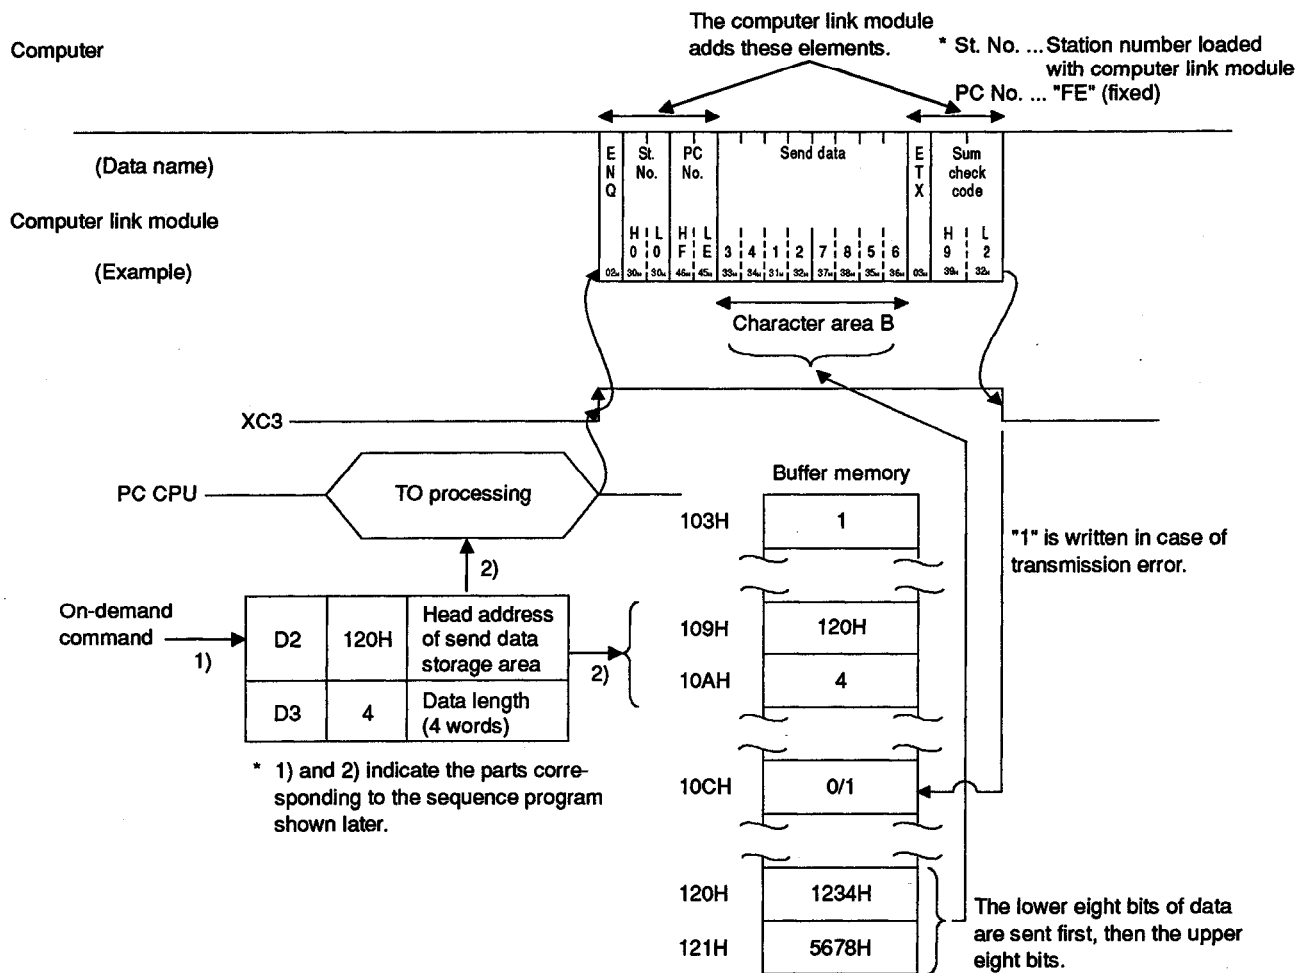 The computer link module
adds these elements.
* St. No. ... Station number loaded
with computer link module
PC No. ... "FE" (fixed)
Computer
(Data name)
E
N
Q
St.
No.
PC
No.
Send data
E
T
X
Sum
check
code
Computer link module
(Example)
H L H L H L
0 0 F E 3 4 1 2 7 8 5 6 9 2
02H 30H 30H 46H 45H 33H 34H 31H 32H 37H 38H 35H 36H 03H 39H 32H
Character area B
XC3
PC CPU
TO processing
2)
On-demand
command
1)
D2 120H Head address
of send data
storage area
D3 4 Data length
(4 words)
2)
* 1) and 2) indicate the parts corre-
sponding to the sequence program
shown later.
Buffer memory
103H 1
109H 120H
10AH 4
10CH 0/1
120H 1234H
121H 5678H
"1" is written in case of
transmission error.
The lower eight bits of data
are sent first, then the upper
eight bits.